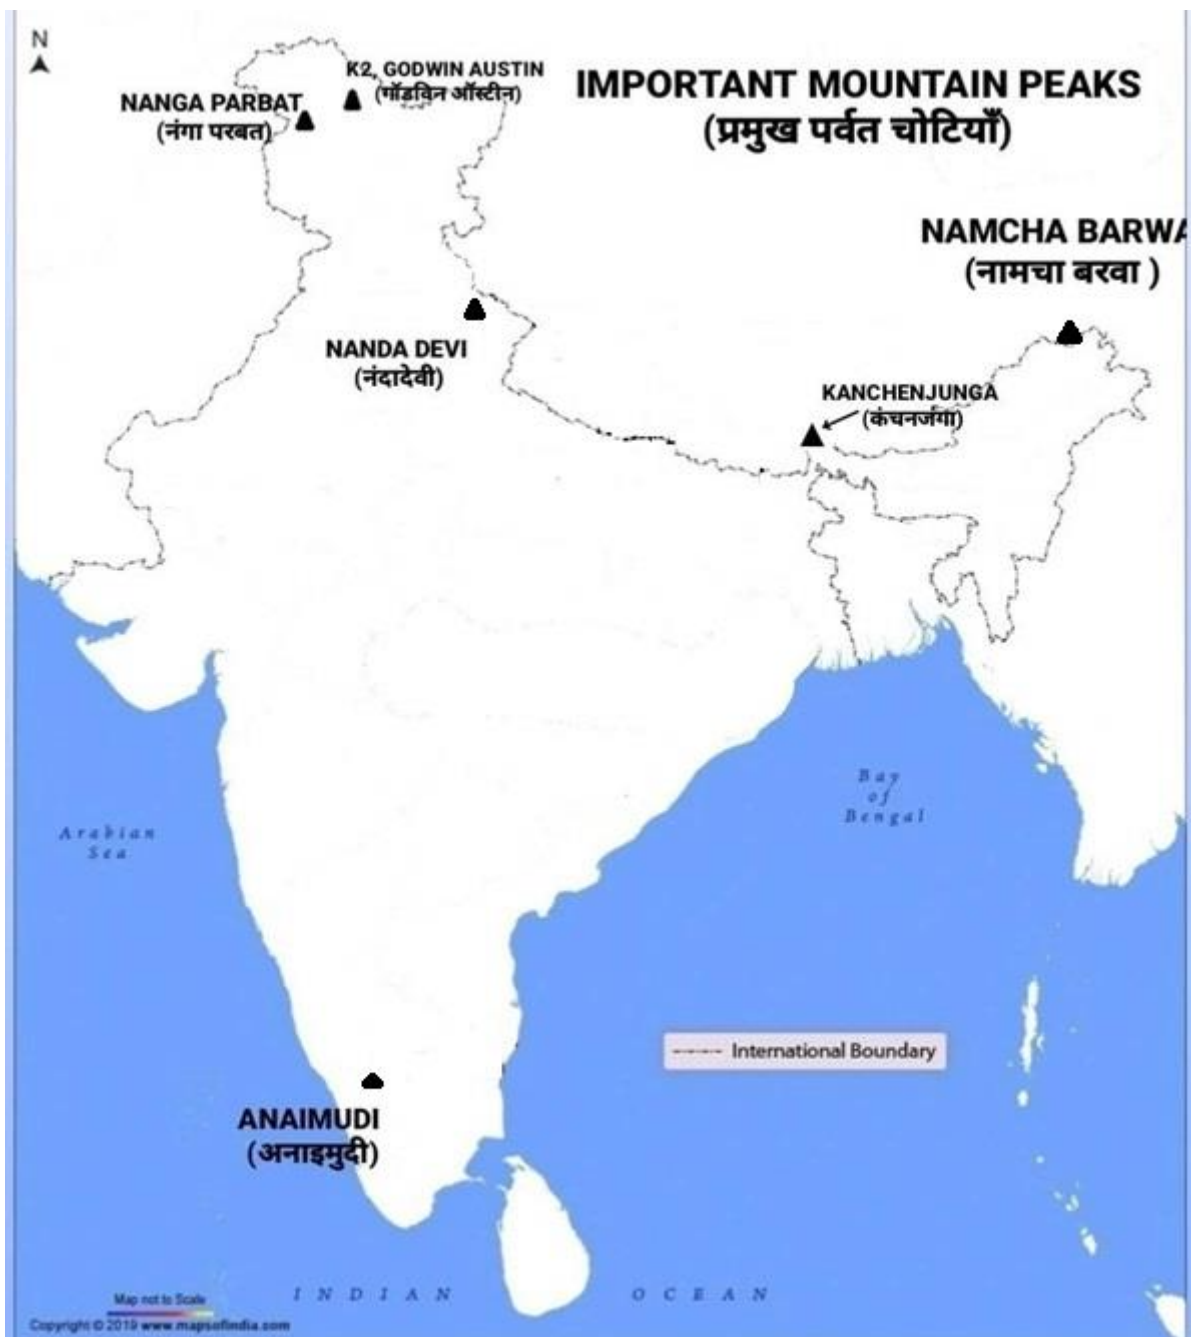 N
K2, GODWIN AUSTIN
(गॉडविन ऑस्टीन)
NANGA PARBAT
(नंगा परबत)
IMPORTANT MOUNTAIN PEAKS
(प्रमुख पर्वत चोटियाँ)
NAMCHA BARWA
(नामचा बरवा )
NANDA DEVI
(नंदादेवी)
KANCHENJUNGA
(कंचनजंगा)
Bay
of
Bengal
Arabian
Sea
International Boundary
ANAIMUDI
(अनाइमुदी)
INDIAN OCEAN
Map not to Scale
Copyright © 2019 www.mapsofindia.com